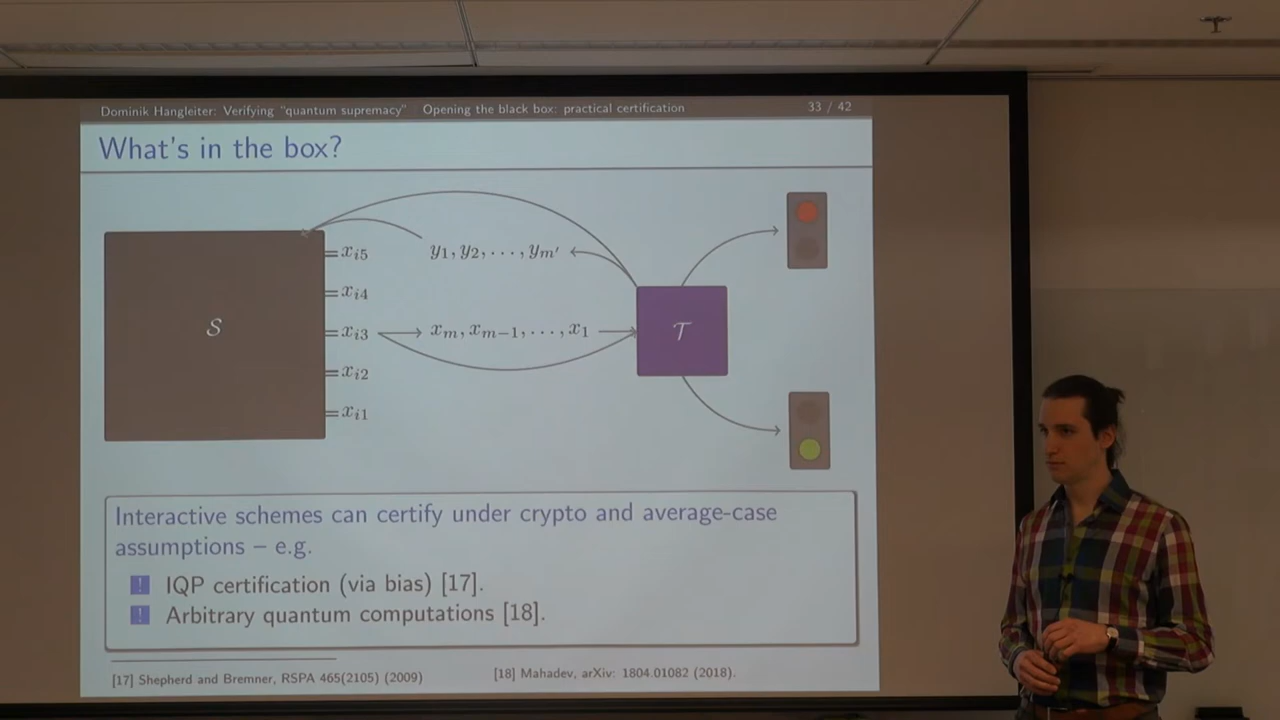 Dominik Hangleiter: Verifying "quantum supremacy" Opening the black box: practical certification 33 / 42
What's in the box?
x_{i5}
y_1, y_2, ..., y_{m'}
x_{i4}
S
x_{i3}
x_m, x_{m-1}, ..., x_1
T
x_{i2}
x_{i1}
Interactive schemes can certify under crypto and average-case
assumptions – e.g.
! IQP certification (via bias) [17].
! Arbitrary quantum computations [18].
[17] Shepherd and Bremner, RSPA 465(2105) (2009) [18] Mahadev, arXiv: 1804.01082 (2018).